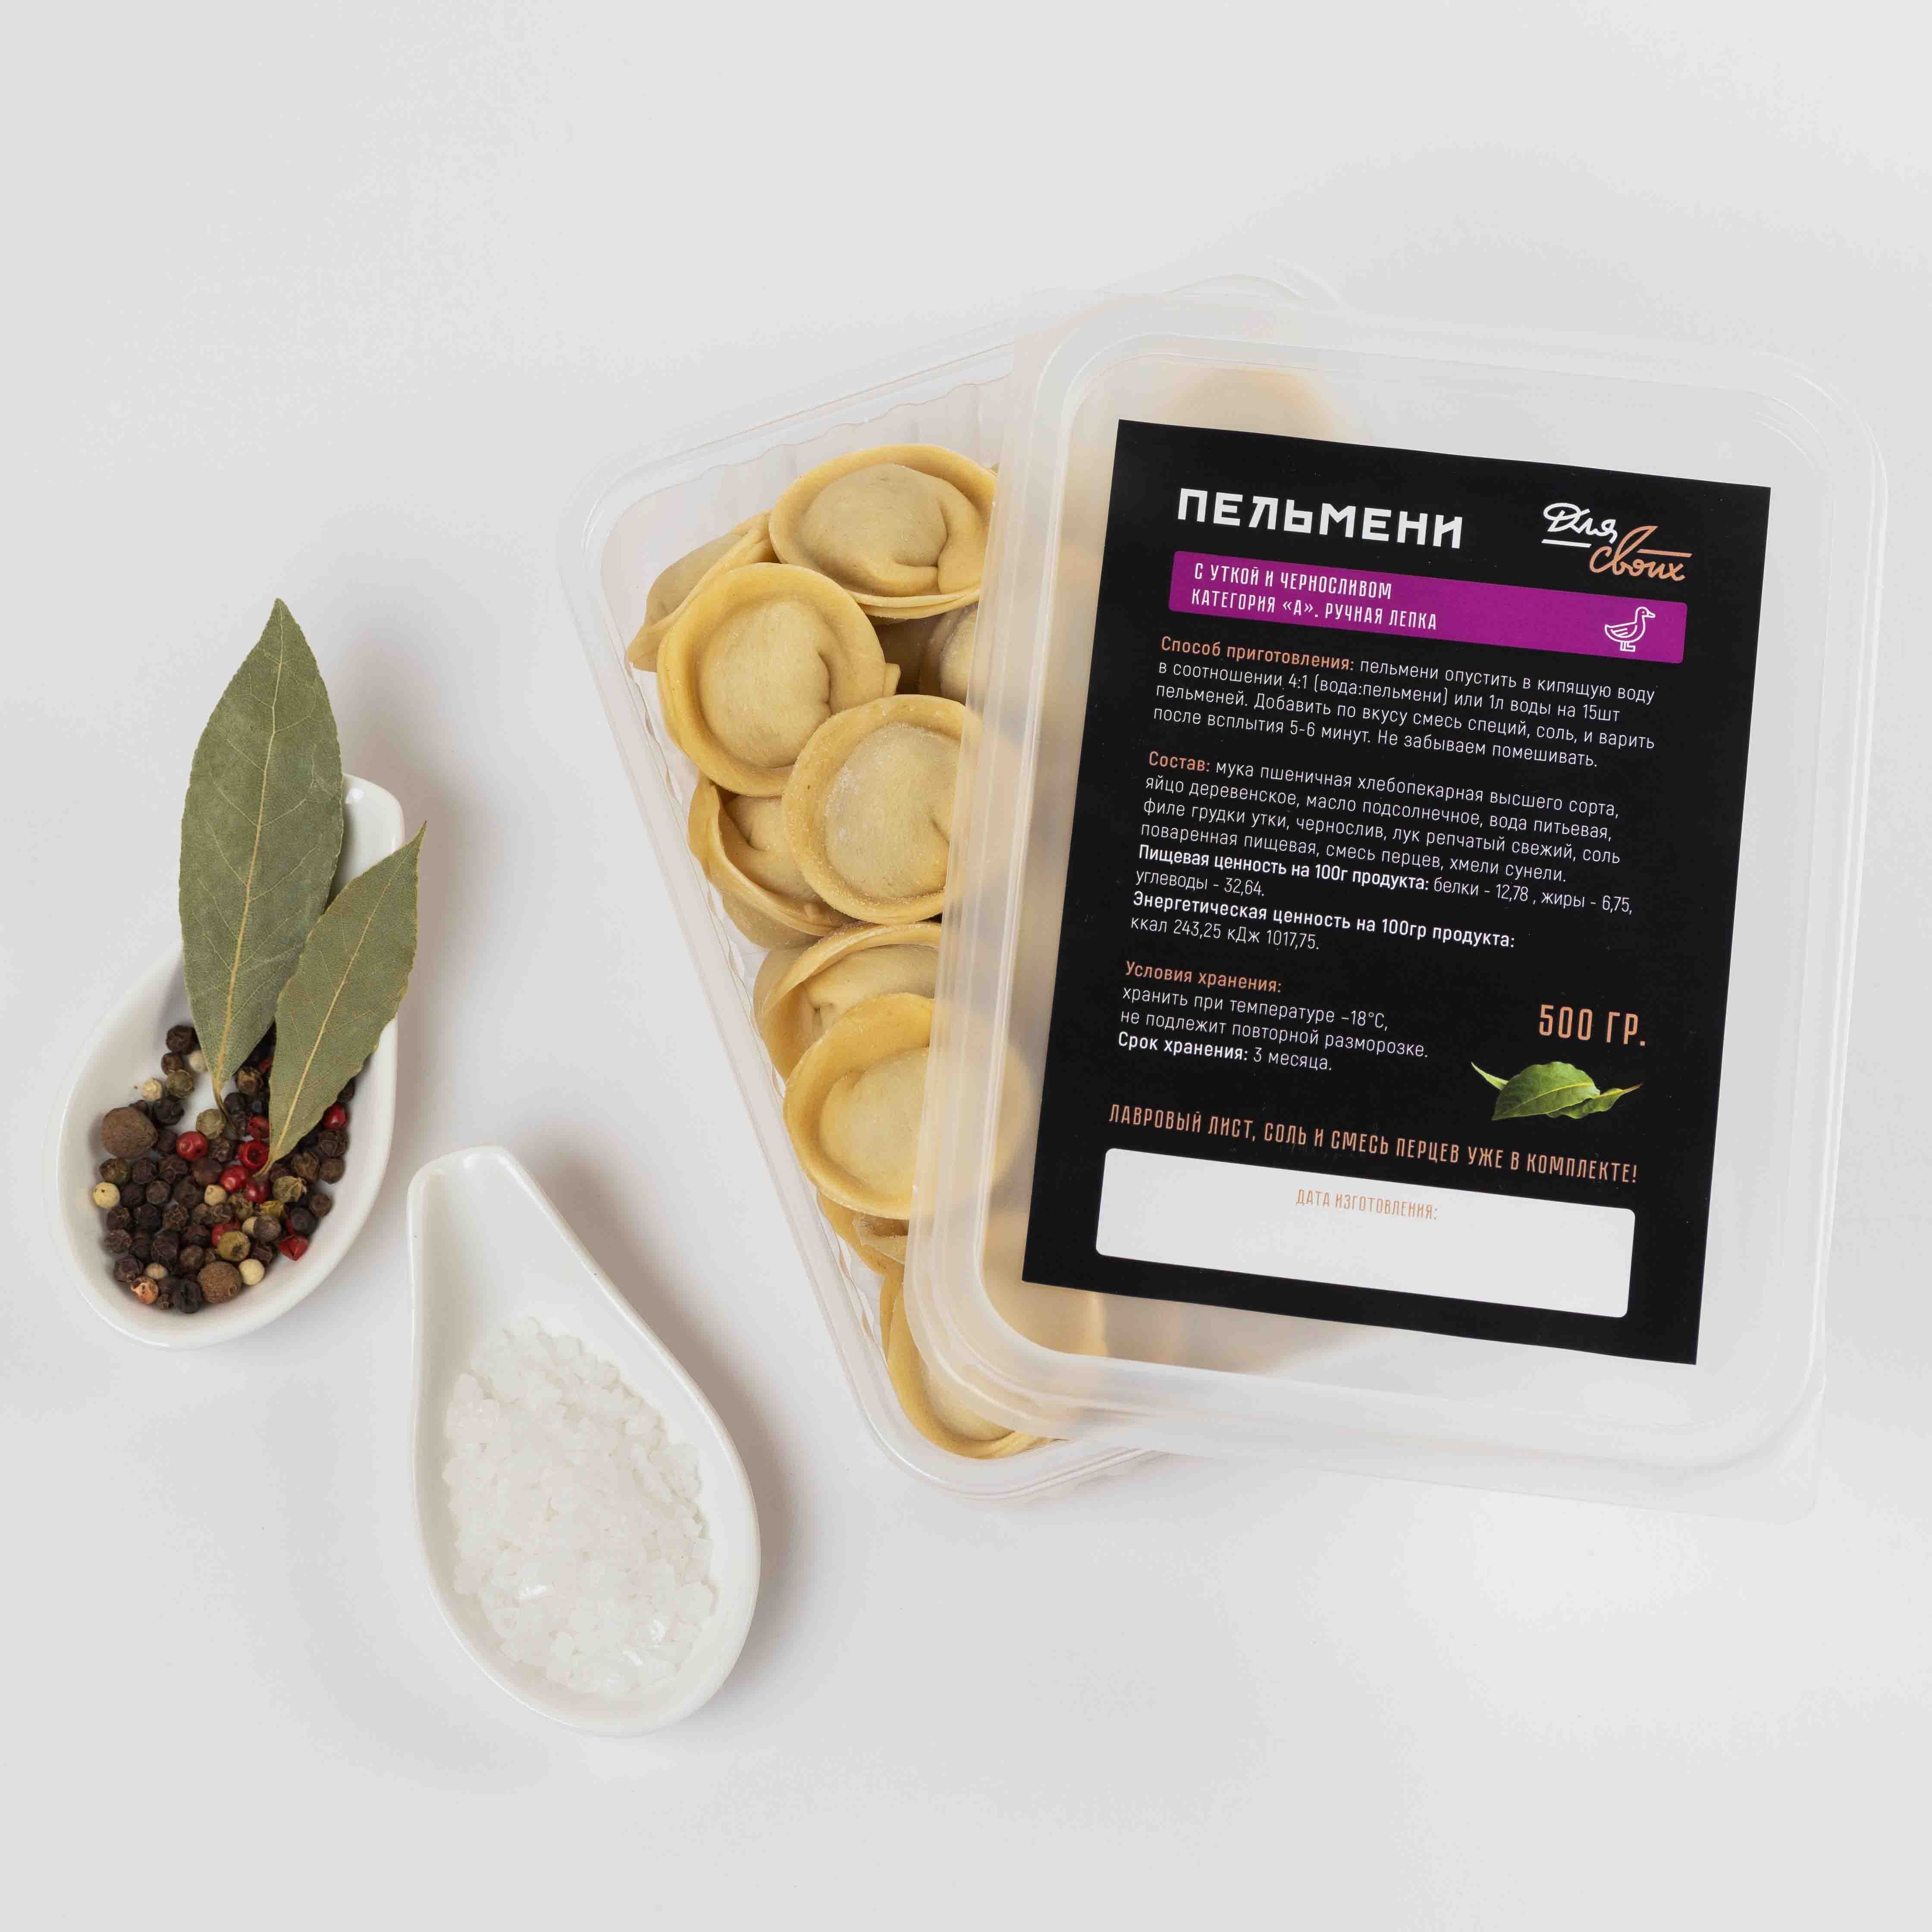 ПЕЛЬМЕНИ
Для
Своих
С УТКОЙ И ЧЕРНОСЛИВОМ
КАТЕГОРИЯ «А». РУЧНАЯ ЛЕПКА
Способ приготовления: пельмени опустить в кипящую воду
в соотношении 4:1 (вода:пельмени) или 1л воды на 15шт
пельменей. Добавить по вкусу смесь специй, соль, и варить
после всплытия 5-6 минут. Не забываем помешивать.
Состав: мука пшеничная хлебопекарная высшего сорта,
яйцо деревенское, масло подсолнечное, вода питьевая,
филе грудки утки, чернослив, лук репчатый свежий, соль
поваренная пищевая, смесь перцев, хмели сунели.
Пищевая ценность на 100г продукта: белки - 12,78 , жиры - 6,75,
углеводы - 32,64.
Энергетическая ценность на 100гр продукта:
ккал 243,25 кДж 1017,75.
Условия хранения:
хранить при температуре –18°С,
не подлежит повторной разморозке.
Срок хранения: 3 месяца.
500 ГР.
ЛАВРОВЫЙ ЛИСТ, СОЛЬ И СМЕСЬ ПЕРЦЕВ УЖЕ В КОМПЛЕКТЕ!
ДАТА ИЗГОТОВЛЕНИЯ: